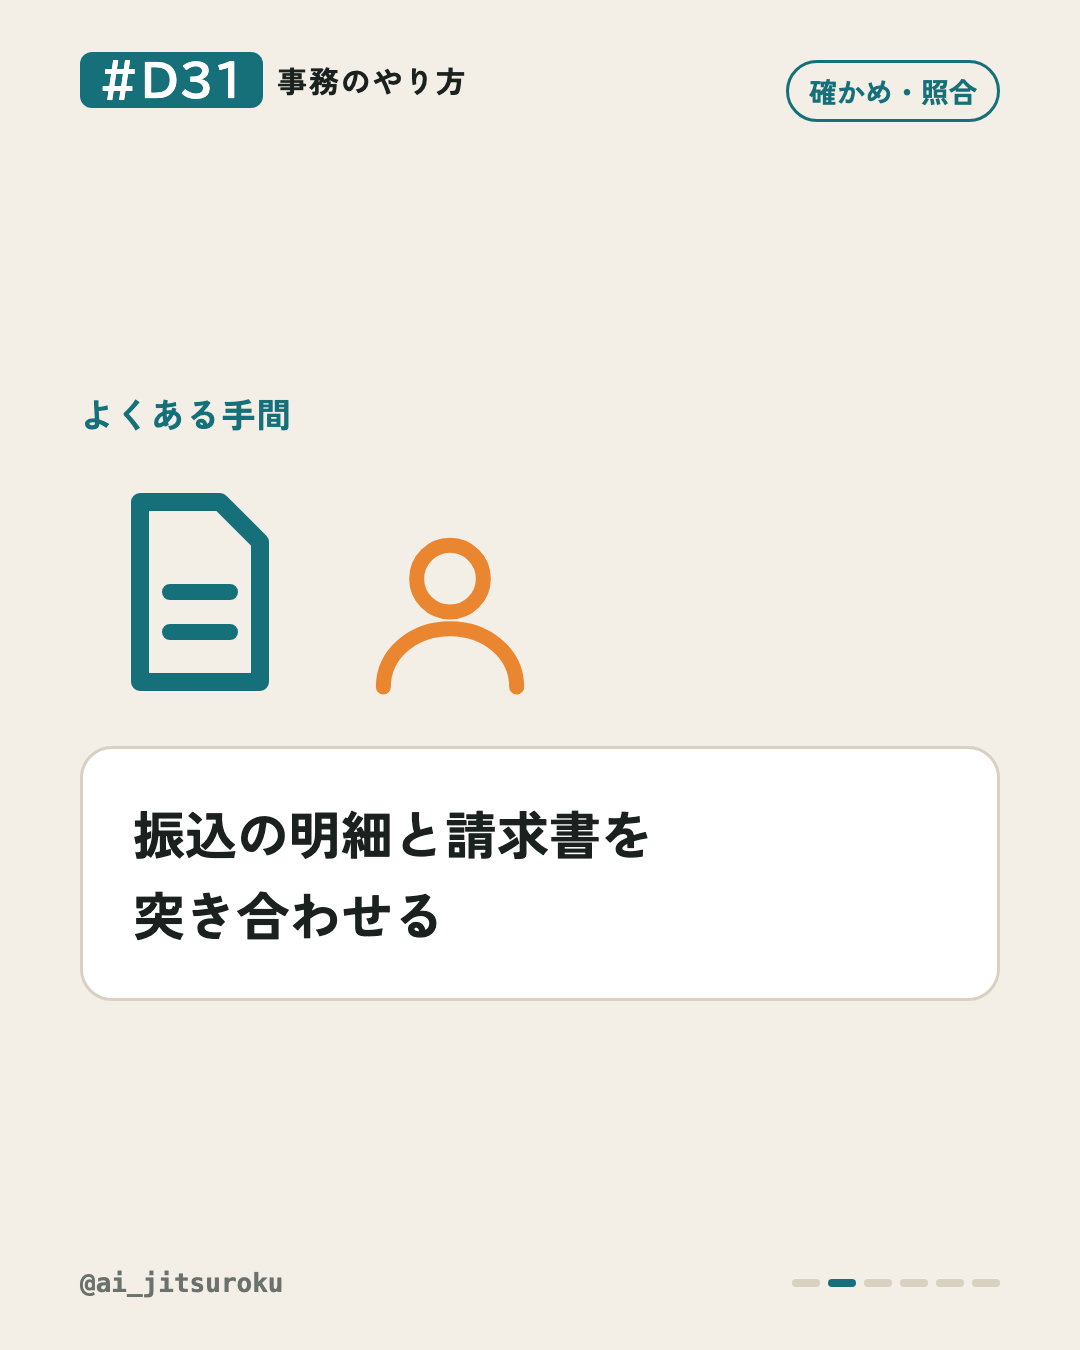 #D31 事務のやり方
確かめ・照合
よくある手間
振込の明細と請求書を
突き合わせる
@ai_jitsuroku